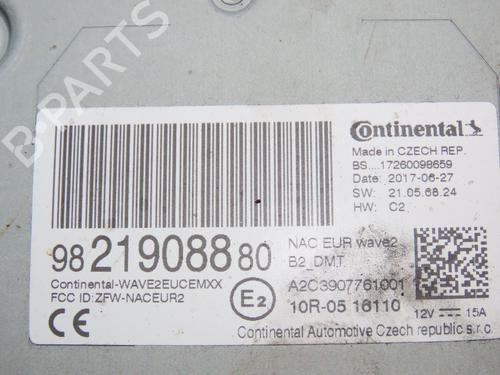 B-PARTS
Continental
Made in CZECH REP.
BS....17260098659
Date: 2017-06-27
SW: 21.05.68.24
HW: C2
98 219088 80
NAC EUR wave2
B2_DMT
Continental-WAVE2EUCEMXX
FCC ID:ZFW-NACEUR2
A2C3907761001
E2
10R-05 16110
12V 15A
CE
Continental Automotive Czech republic s.r.o.